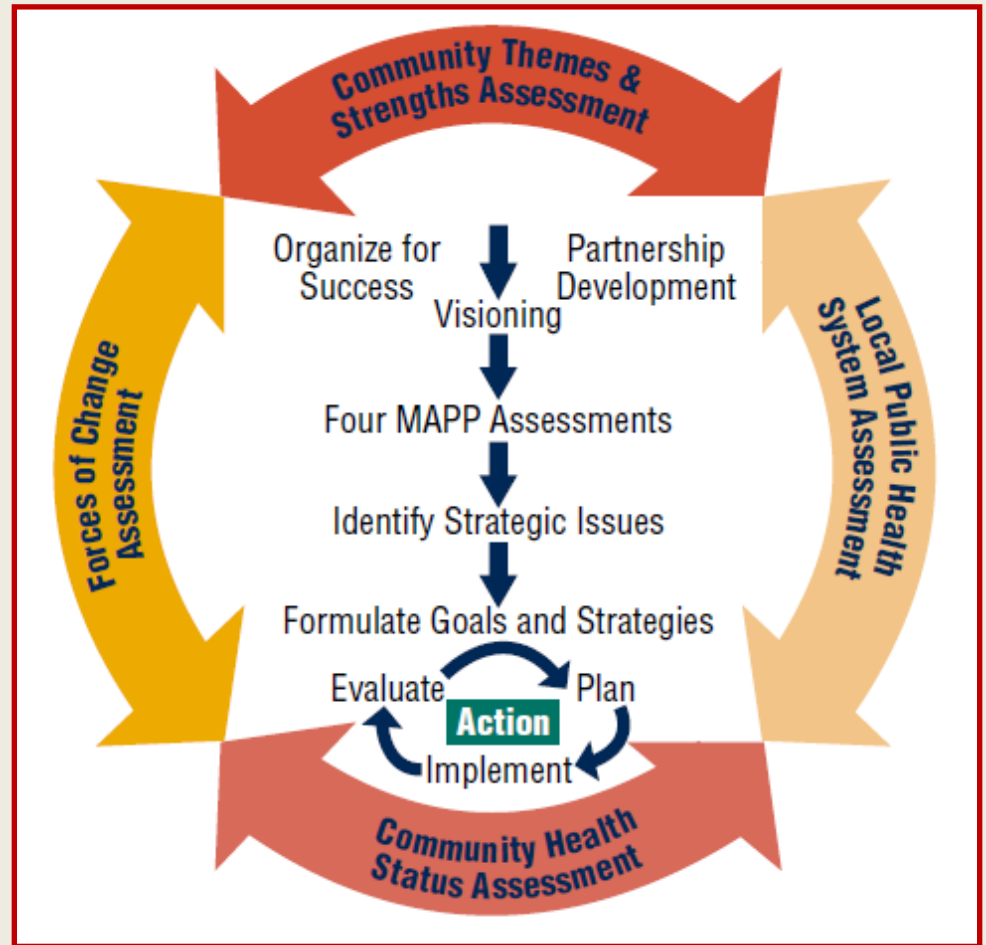 Community Themes &
Strengths Assessment
Organize for
Success
Partnership
Development
Visioning
Four MAPP Assessments
Identify Strategic Issues
Formulate Goals and Strategies
Evaluate
Plan
Action
Implement
Forces of Change
Assessment
Local Public Health
System Assessment
Community Health
Status Assessment